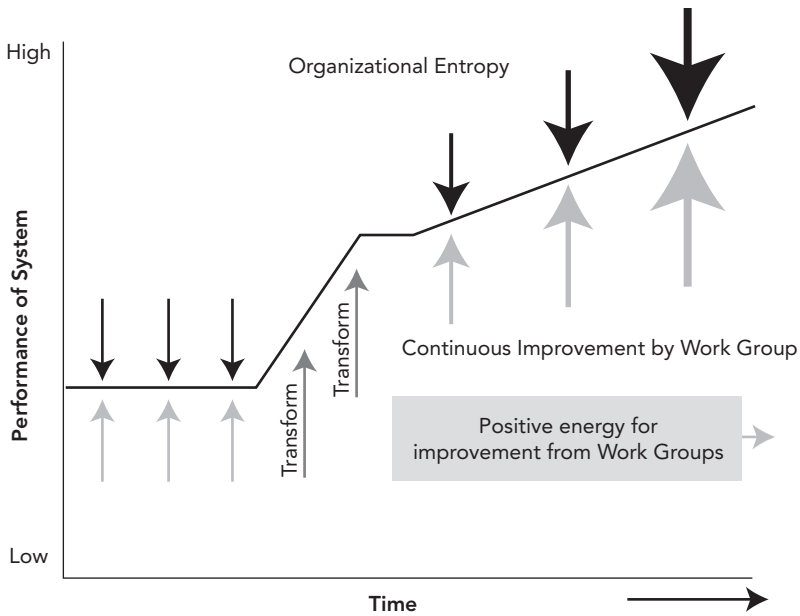 High
Organizational Entropy
Performance of System
Transform
Transform
Continuous Improvement by Work Group
Positive energy for
improvement from Work Groups
Low
Time